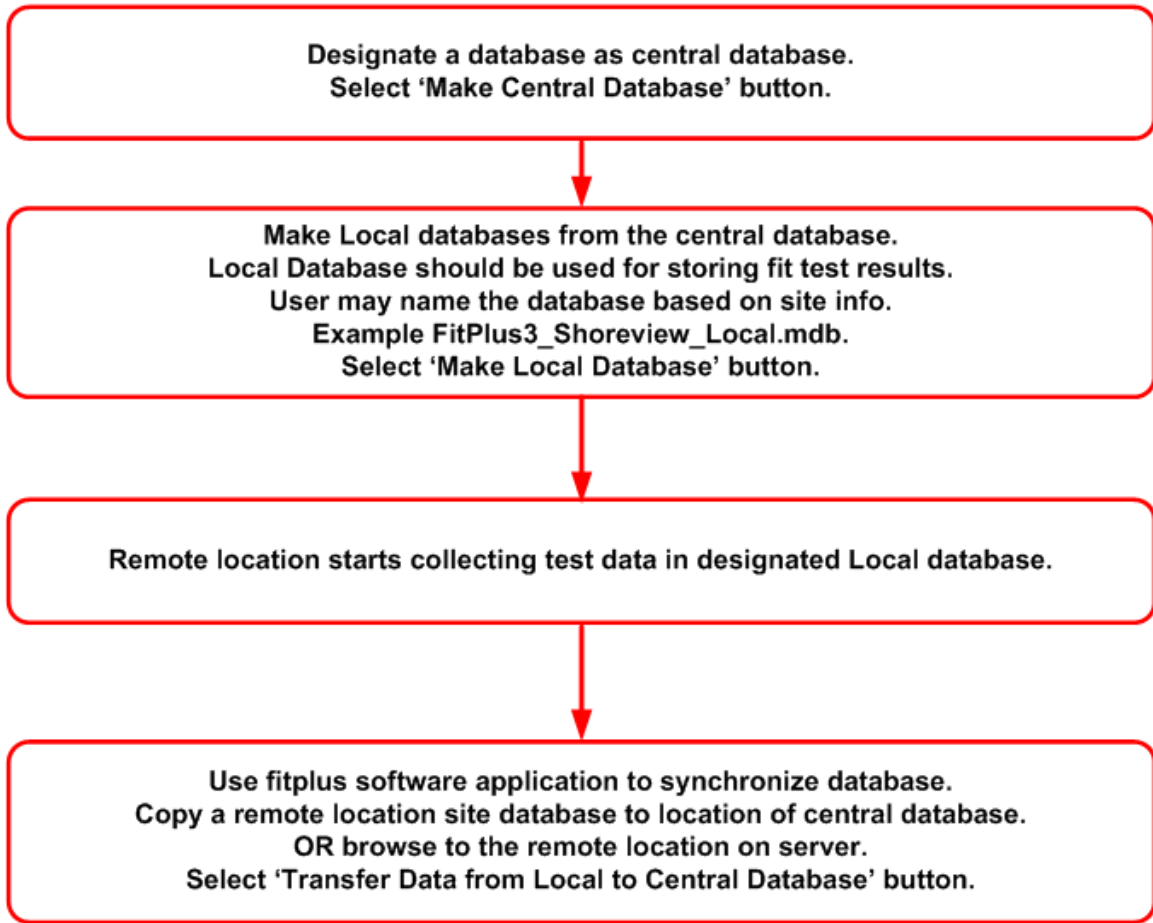 Designate a database as central database.
Select ‘Make Central Database’ button.
Make Local databases from the central database.
Local Database should be used for storing fit test results.
User may name the database based on site info.
Example FitPlus3_Shoreview_Local.mdb.
Select ‘Make Local Database’ button.
Remote location starts collecting test data in designated Local database.
Use fitplus software application to synchronize database.
Copy a remote location site database to location of central database.
OR browse to the remote location on server.
Select ‘Transfer Data from Local to Central Database’ button.